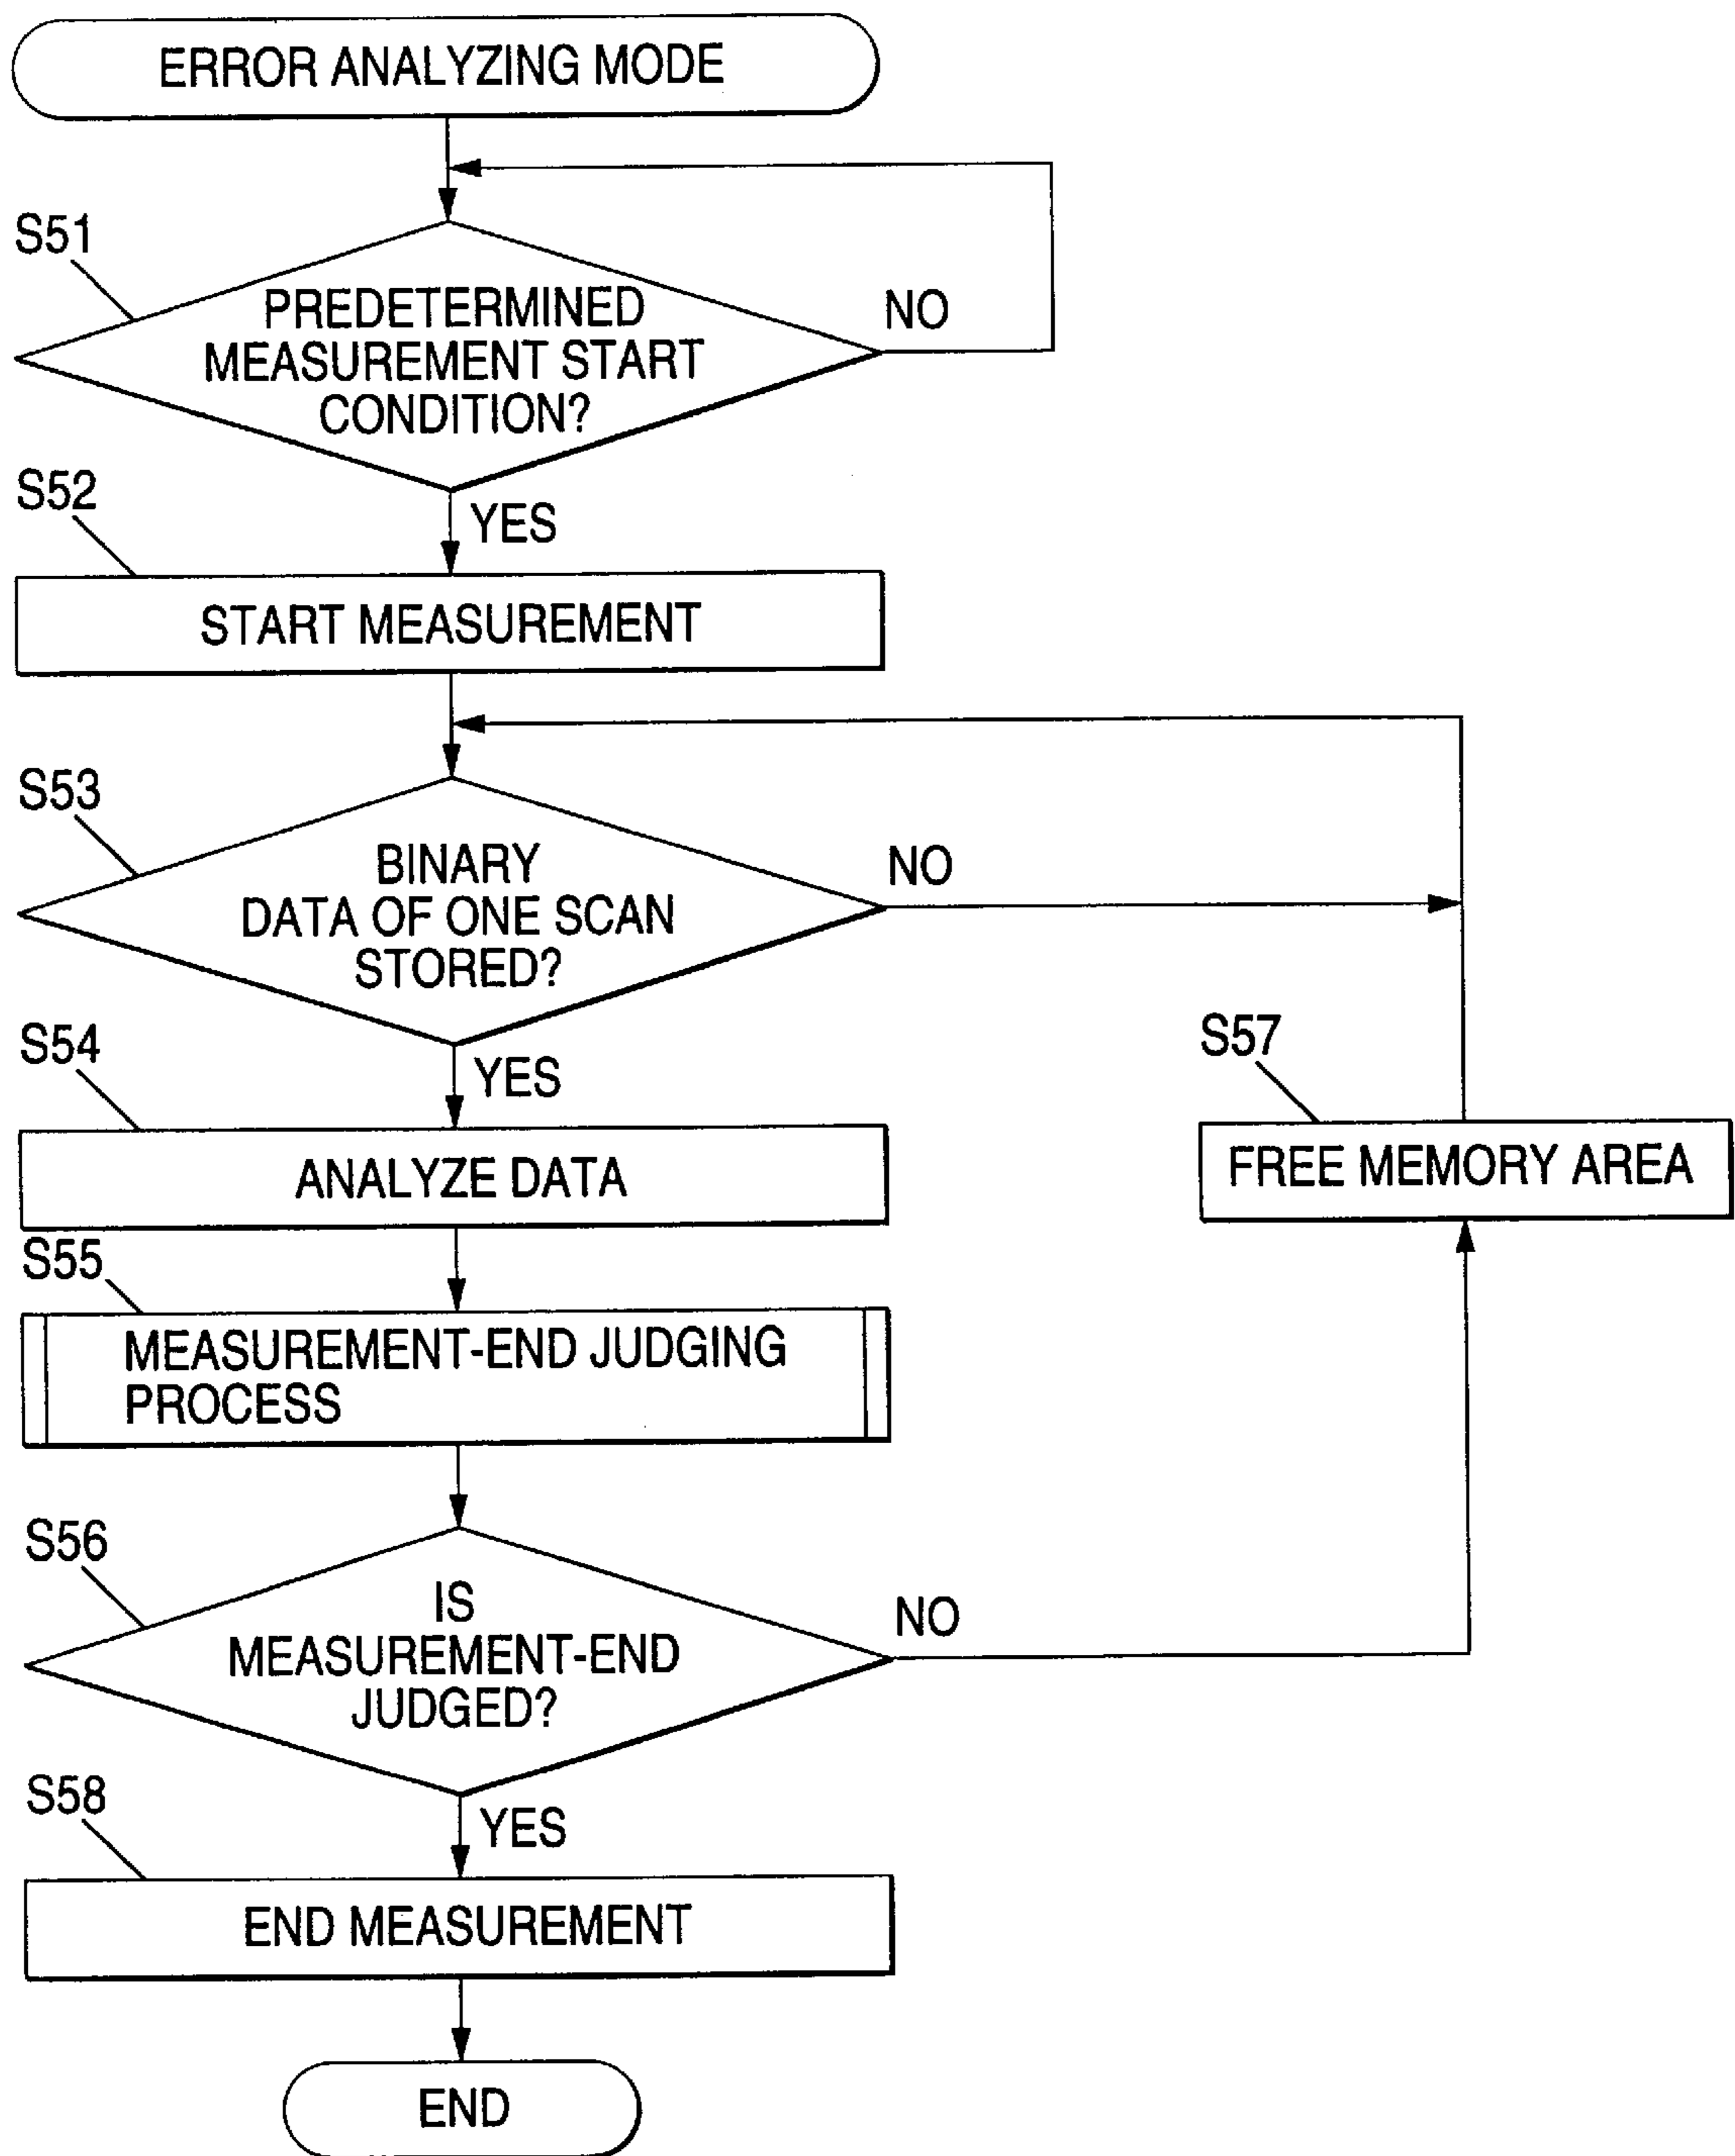 ERROR ANALYZING MODE
S51
PREDETERMINED
MEASUREMENT START
CONDITION?
NO
YES
S52
START MEASUREMENT
S53
BINARY
DATA OF ONE SCAN
STORED?
NO
YES
S54
ANALYZE DATA
S57
FREE MEMORY AREA
S55
MEASUREMENT-END JUDGING
PROCESS
S56
IS
MEASUREMENT-END
JUDGED?
NO
YES
S58
END MEASUREMENT
END